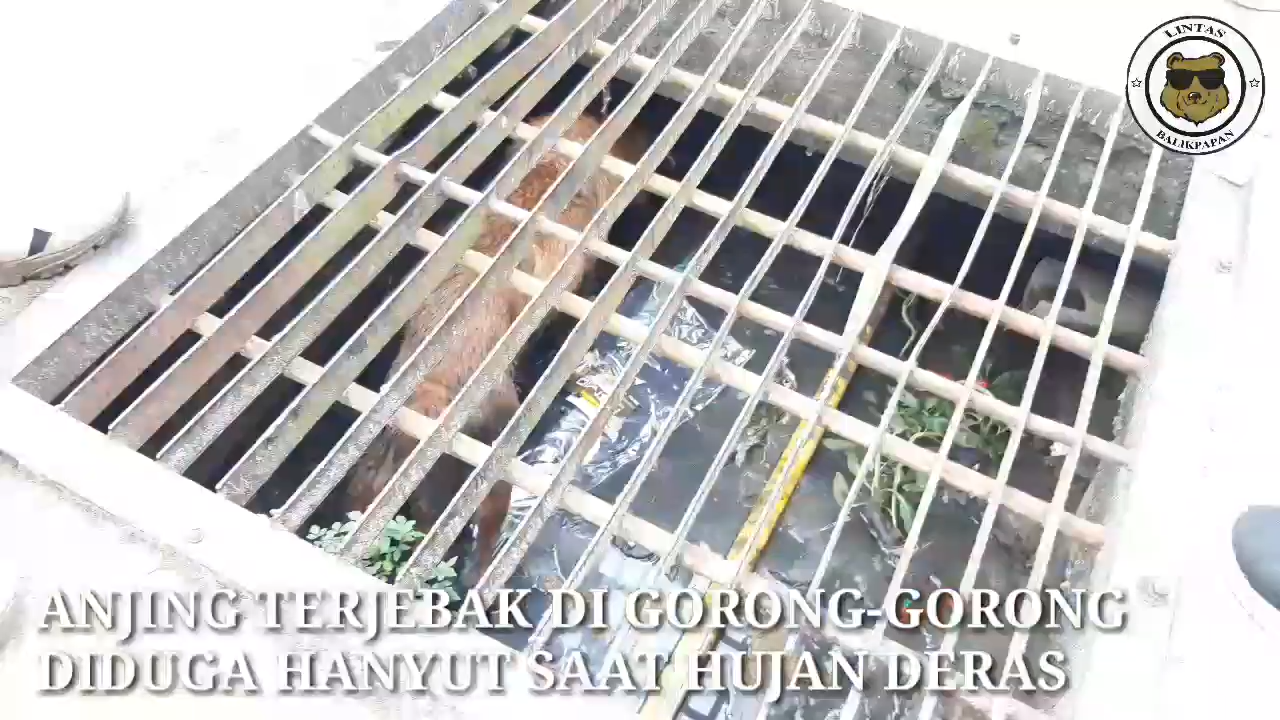 LINTAS
BALIKPAPAN
ANJING TERJEBAK DI GORONG-GORONG
DIDUGA HANYUT SAAT HUJAN DERAS